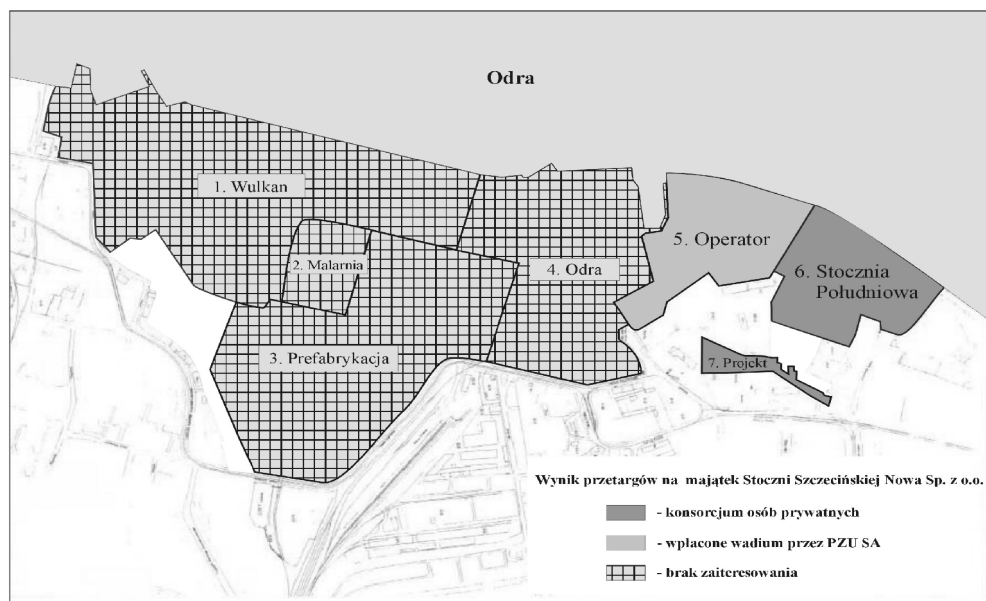 Odra
1. Wulkan
2. Malarnia
3. Prefabrykacja
4. Odra
5. Operator
6. Stocznia
Południowa
7. Projekt
Wynik przetargów na majątek Stoczni Szczecińskiej Nowa Sp. z o.o.
- konsorcjum osób prywatnych
- wpłacone wadium przez PZU SA
- brak zaiteresowania